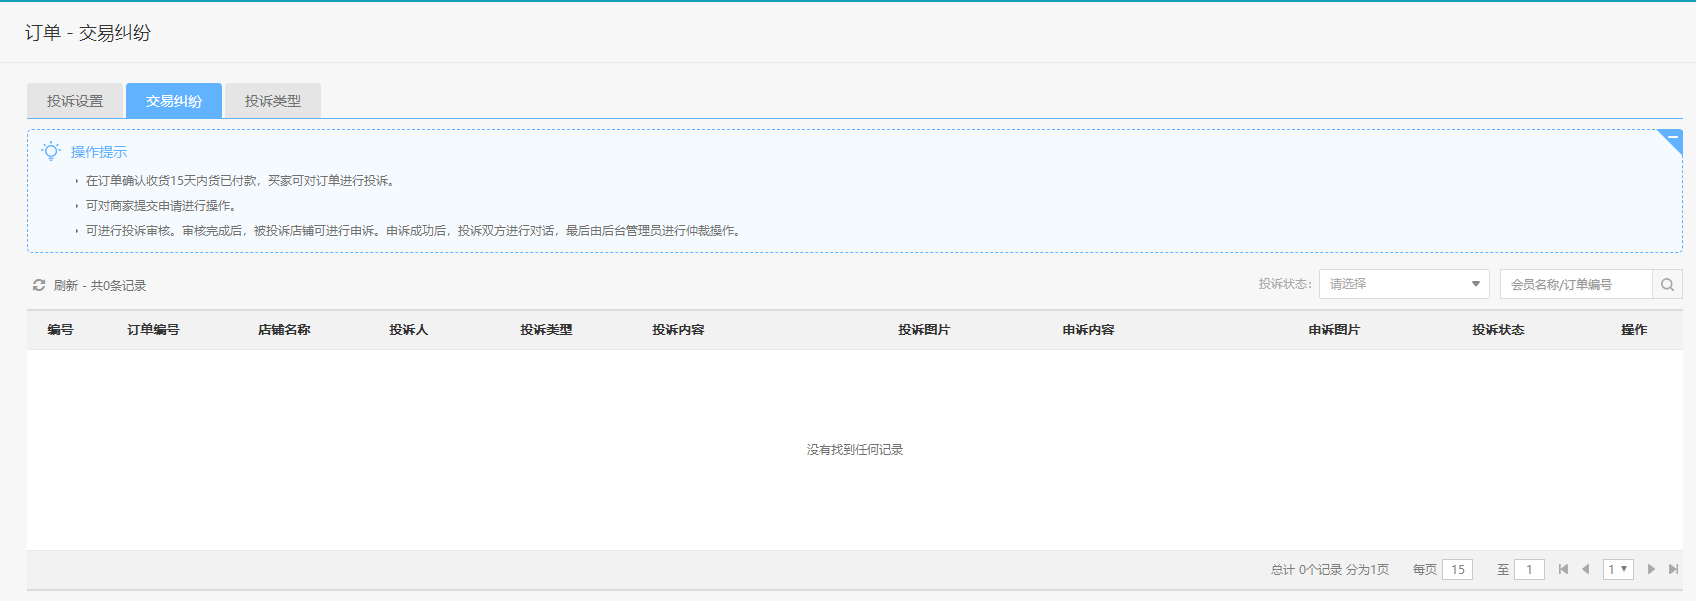 订单 - 交易纠纷
投诉设置 交易纠纷 投诉类型
操作提示
在订单确认收货15天内货已付款，买家可对订单进行投诉。
可对商家提交申请进行操作。
可进行投诉审核。审核完成后，被投诉店铺可进行申诉。申诉成功后，投诉双方进行对话，最后由后台管理员进行仲裁操作。
刷新 - 共0条记录 投诉状态： 请选择 会员名称/订单编号
编号 订单编号 店铺名称 投诉人 投诉类型 投诉内容 投诉图片 申诉内容 申诉图片 投诉状态 操作
没有找到任何记录
总计 0个记录 分为1页 每页 15 至 1 1